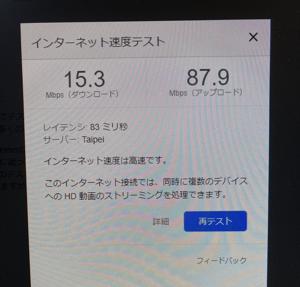 インターネット速度テスト
15.3
Mbps（ダウンロード）
87.9
Mbps（アップロード）
レイテンシ: 83 ミリ秒
サーバー: Taipei
インターネット速度は高速です。
このインターネット接続では、同時に複数のデバイス
への HD 動画のストリーミングを処理できます。
詳細
再テスト
フィードバック